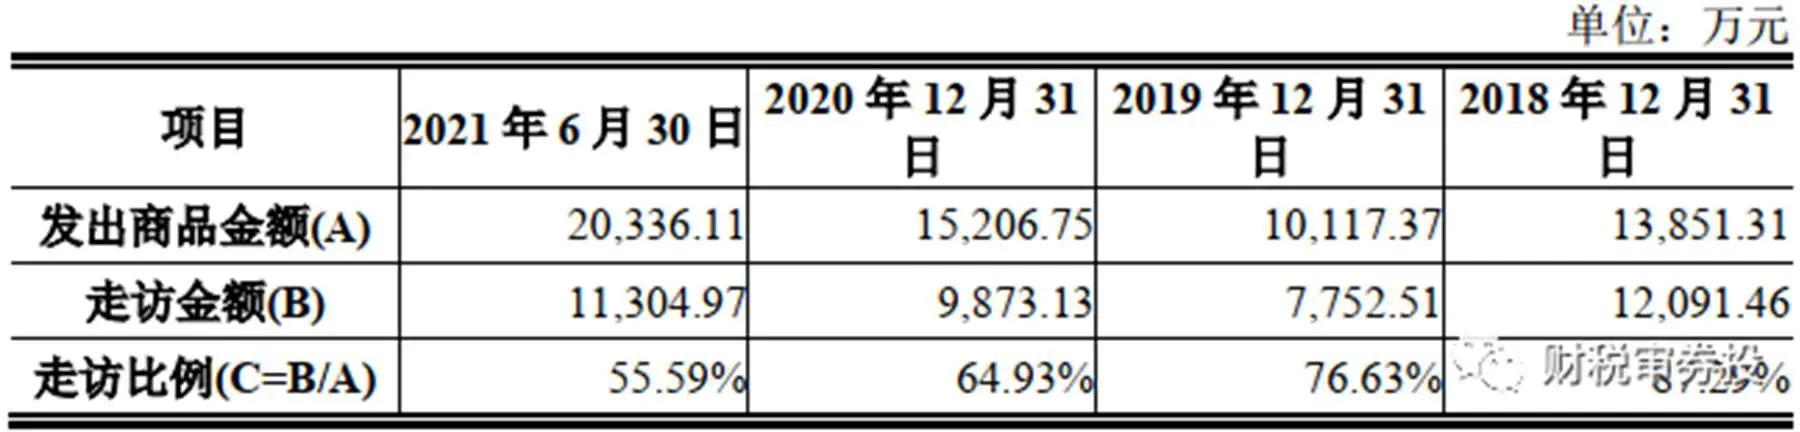 单位：万元
项目 2021 年 6 月 30 日 2020 年 12 月 31 日 2019 年 12 月 31 日 2018 年 12 月 31 日
发出商品金额(A) 20,336.11 15,206.75 10,117.37 13,851.31
走访金额(B) 11,304.97 9,873.13 7,752.51 12,091.46
走访比例(C=B/A) 55.59% 64.93% 76.63%
财税审券投